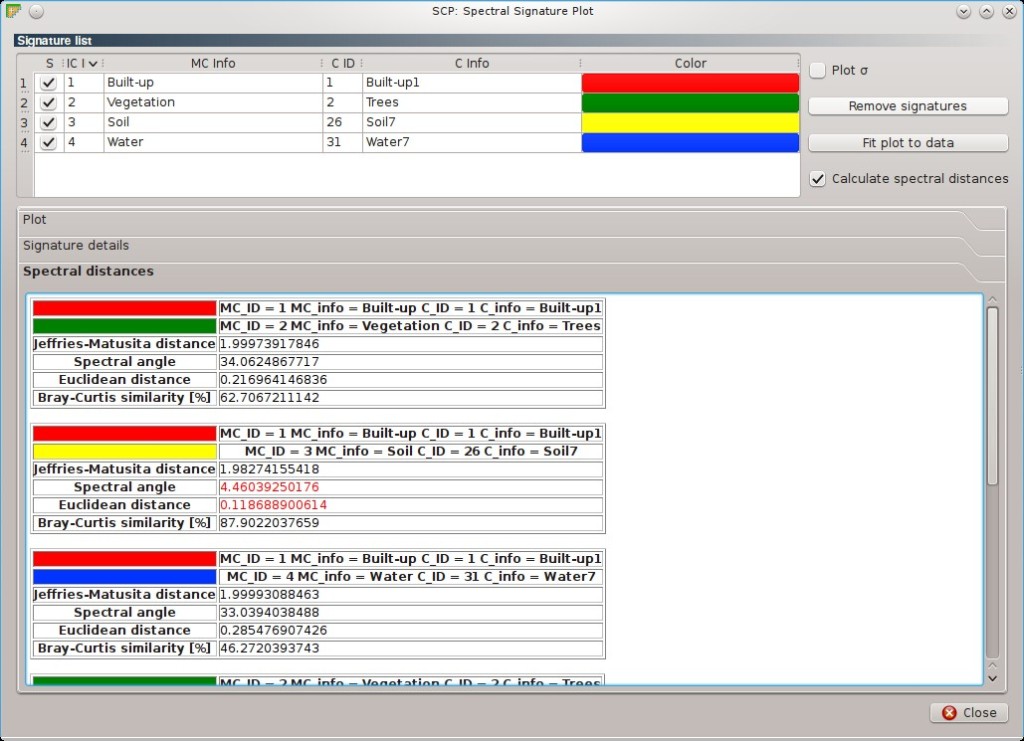 SCP: Spectral Signature Plot
Signature list
S IC I MC Info C ID C Info Color
1 1 Built-up 1 Built-up1
2 2 Vegetation 2 Trees
3 3 Soil 26 Soil7
4 4 Water 31 Water7
Plot σ
Remove signatures
Fit plot to data
Calculate spectral distances
Plot
Signature details
Spectral distances
MC_ID = 1 MC_info = Built-up C_ID = 1 C_info = Built-up1
MC_ID = 2 MC_info = Vegetation C_ID = 2 C_info = Trees
Jeffries-Matusita distance 1.99973917846
Spectral angle 34.0624867717
Euclidean distance 0.216964146836
Bray-Curtis similarity [%] 62.7067211142
MC_ID = 1 MC_info = Built-up C_ID = 1 C_info = Built-up1
MC_ID = 3 MC_info = Soil C_ID = 26 C_info = Soil7
Jeffries-Matusita distance 1.98274155418
Spectral angle 4.46039250176
Euclidean distance 0.118688900614
Bray-Curtis similarity [%] 87.9022037659
MC_ID = 1 MC_info = Built-up C_ID = 1 C_info = Built-up1
MC_ID = 4 MC_info = Water C_ID = 31 C_info = Water7
Jeffries-Matusita distance 1.99993088463
Spectral angle 33.0394038488
Euclidean distance 0.285476907426
Bray-Curtis similarity [%] 46.2720393743
MC_ID = 2 MC_info = Vegetation C_ID = 2 C_info = Trees
Close